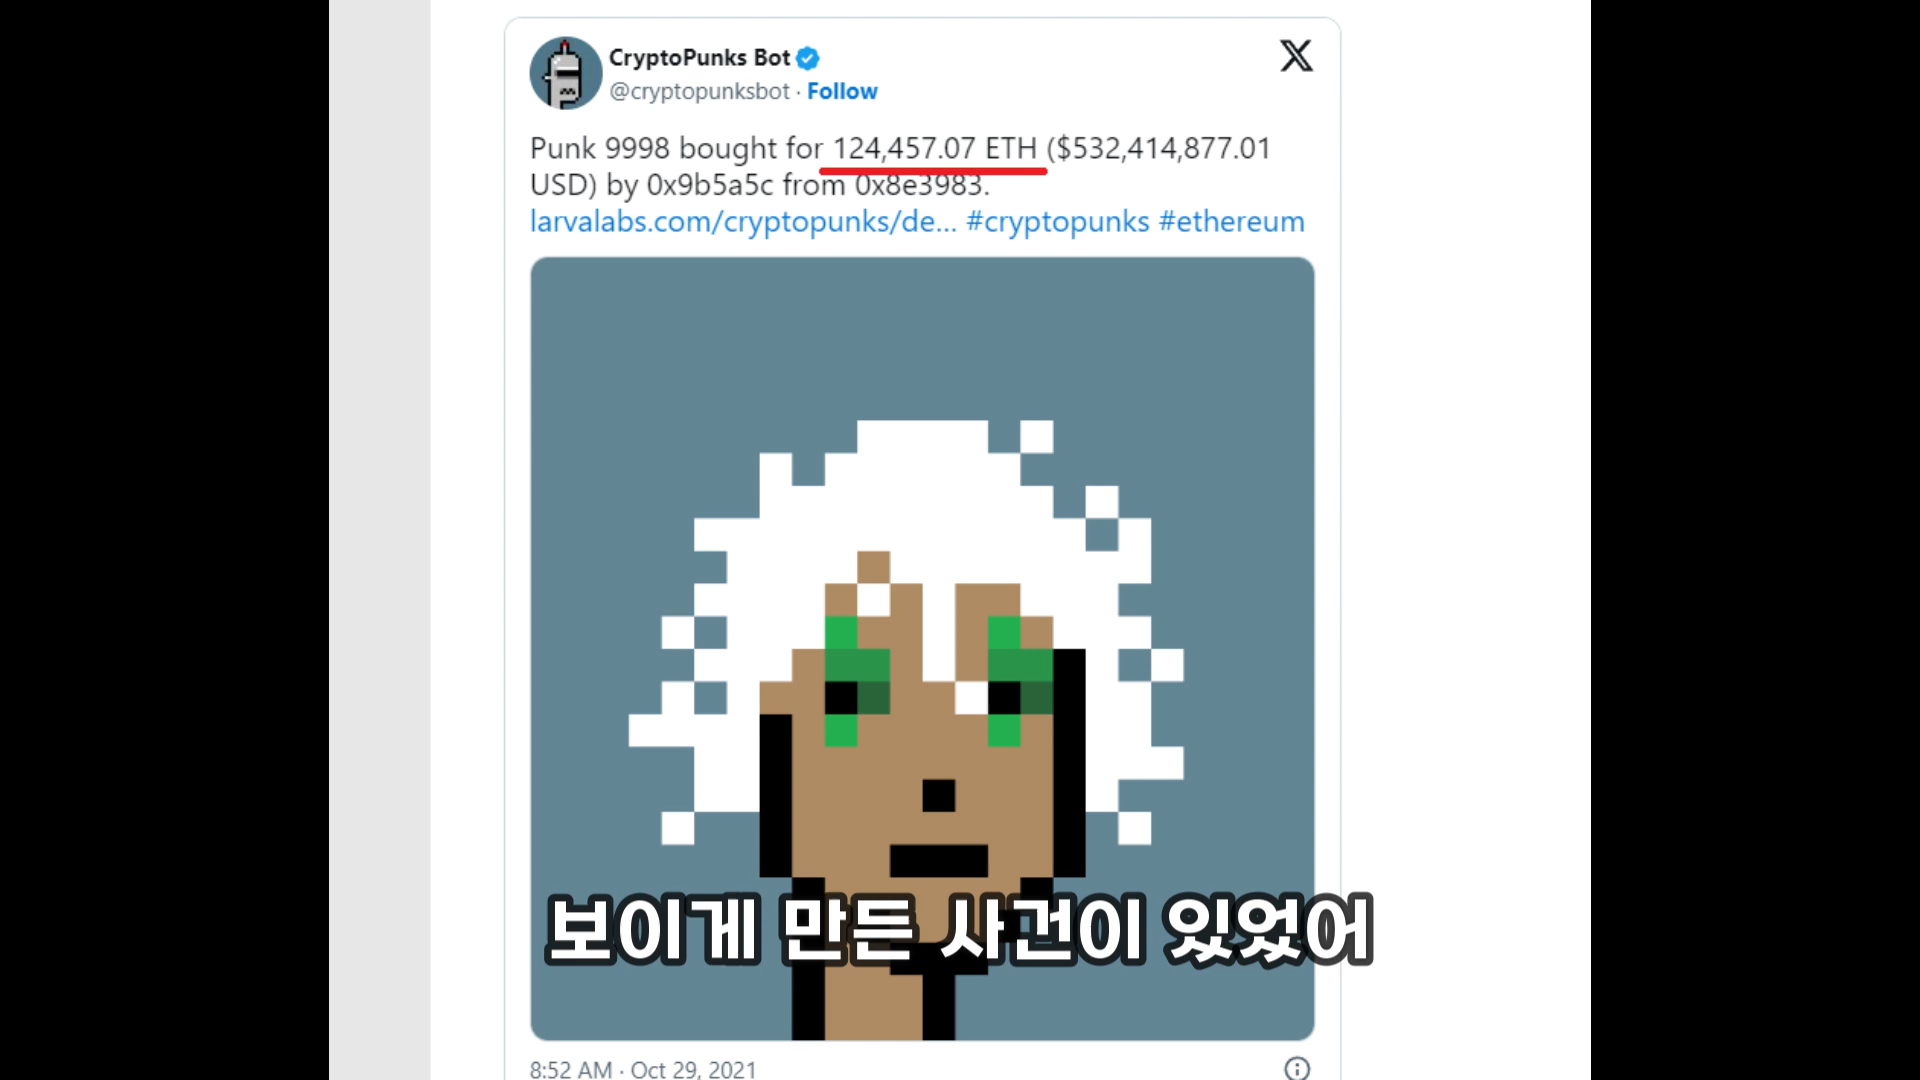 CryptoPunks Bot
@cryptopunksbot · Follow
Punk 9998 bought for 124,457.07 ETH ($532,414,877.01
USD) by 0x9b5a5c from 0x8e3983.
larvalabs.com/cryptopunks/de... #cryptopunks #ethereum
보이게 만든 사건이 있었어
8:52 AM · Oct 29, 2021